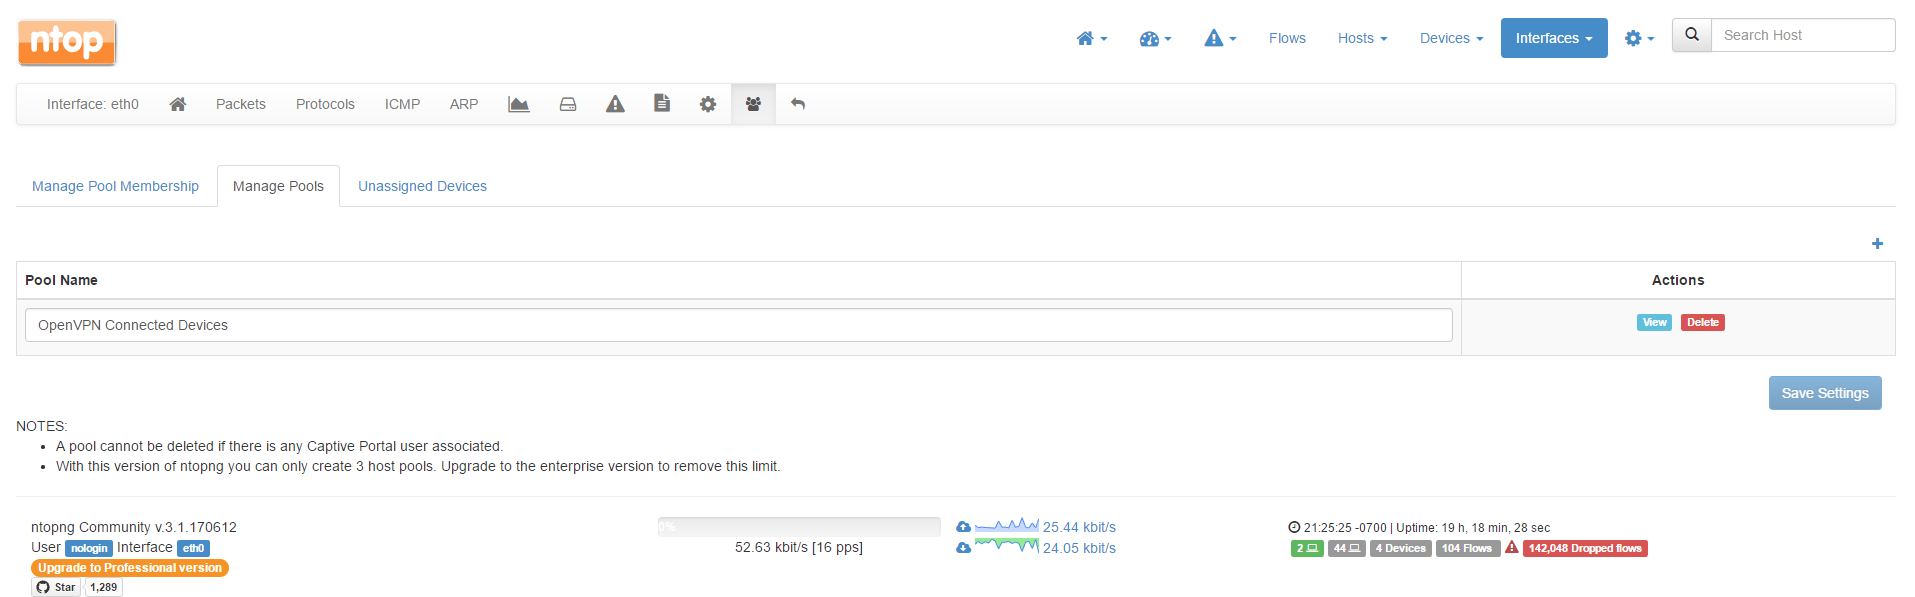 ntop
Flows Hosts Devices Interfaces Search Host
Interface: eth0 Packets Protocols ICMP ARP
Manage Pool Membership Manage Pools Unassigned Devices
+
Pool Name Actions
OpenVPN Connected Devices View Delete
Save Settings
NOTES:
• A pool cannot be deleted if there is any Captive Portal user associated.
• With this version of ntopng you can only create 3 host pools. Upgrade to the enterprise version to remove this limit.
ntopng Community v.3.1.170612 0% 25.44 kbit/s 21:25:25 -0700 | Uptime: 19 h, 18 min, 28 sec
User nologin Interface eth0 52.63 kbit/s [16 pps] 24.05 kbit/s 2 44 4 Devices 104 Flows 142,048 Dropped flows
Upgrade to Professional version
Star 1,289